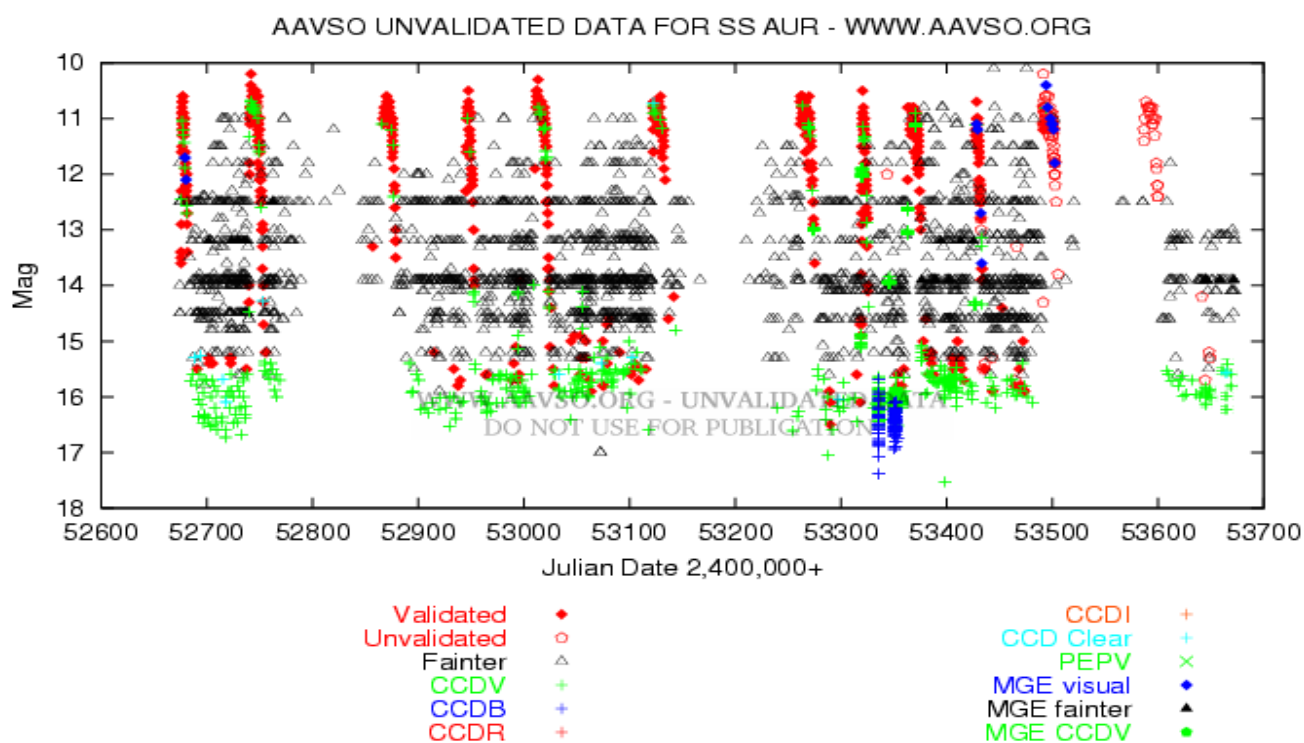 AAVSO UNVALIDATED DATA FOR SS AUR - WWW.AAVSO.ORG
10
11
12
13
14
15
16
17
18
Mag
WWW.AAVSO.ORG - UNVALIDATED DATA
DO NOT USE FOR PUBLICATION
52600 52700 52800 52900 53000 53100 53200 53300 53400 53500 53600 53700
Julian Date 2,400,000+
Validated
Unvalidated
Fainter
CCDV
CCDB
CCDR
CCDI
CCD Clear
PEPV
MGE visual
MGE fainter
MGE CCDV